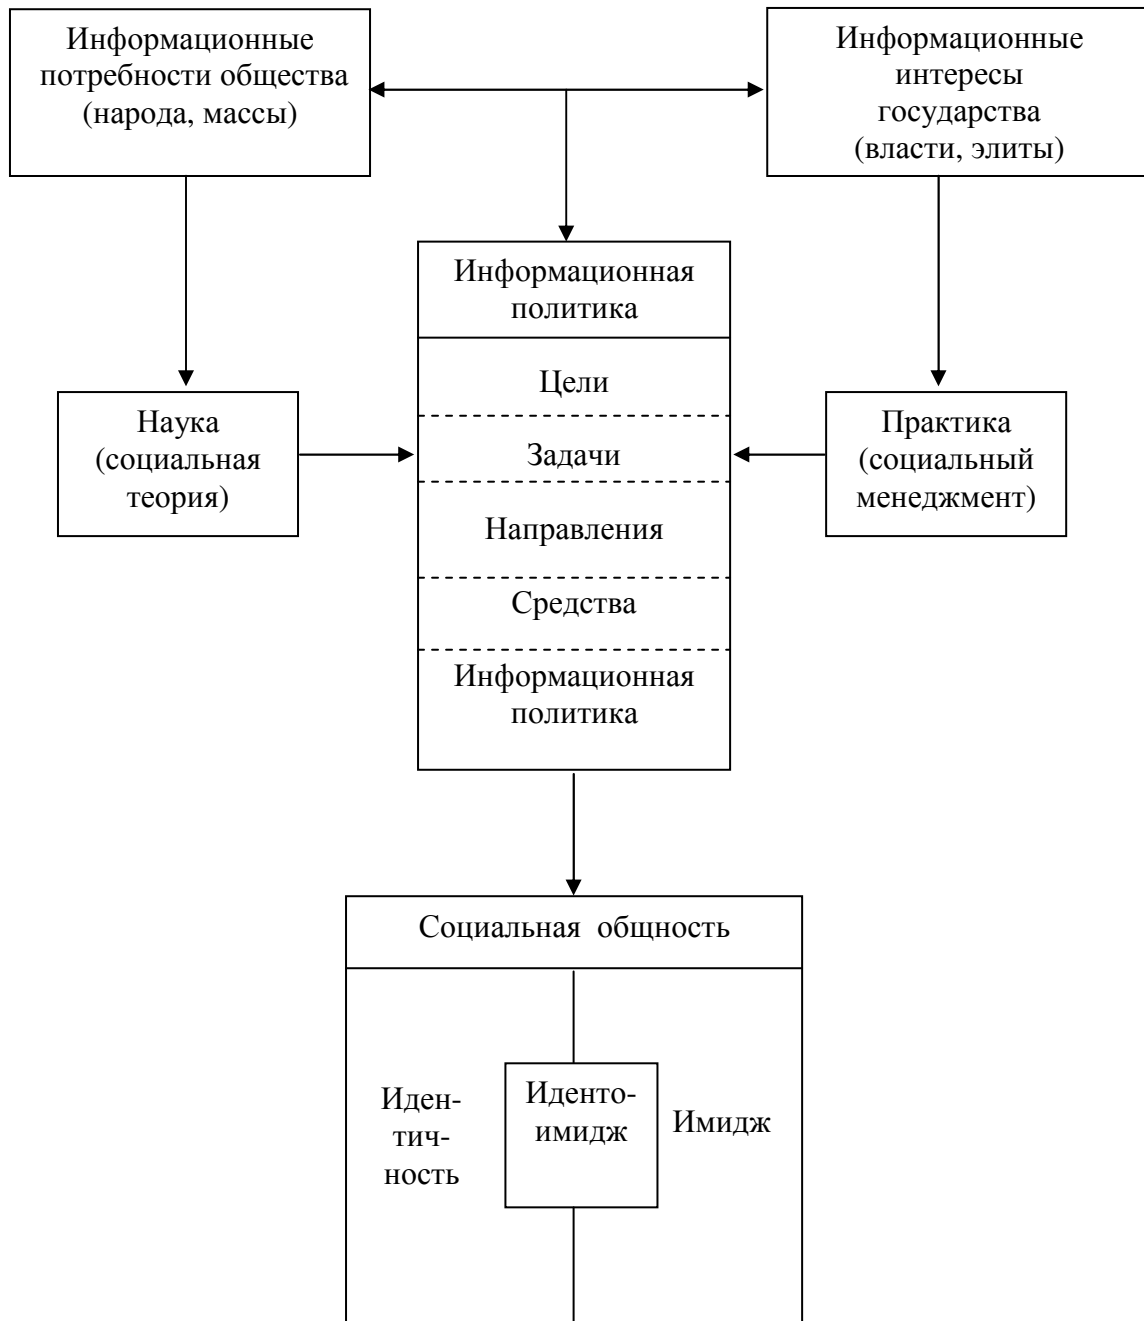 Информационные
потребности общества
(народа, массы)
Информационные
интересы
государства
(власти, элиты)
Информационная
политика
Цели
Задачи
Направления
Средства
Информационная
политика
Наука
(социальная
теория)
Практика
(социальный
менеджмент)
Социальная общность
Иден-
тич-
ность
Иденто-
имидж
Имидж